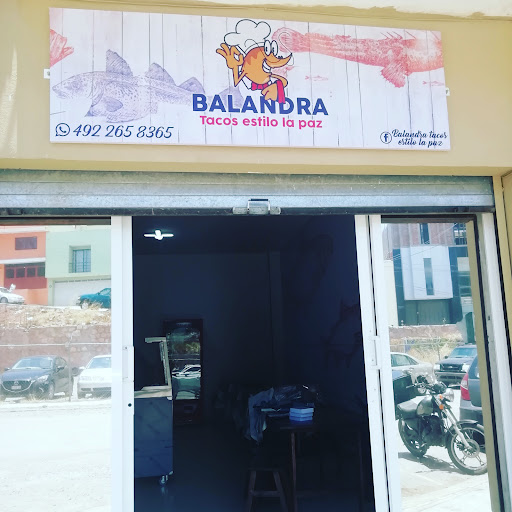 BALANDRA
Tacos estilo la paz
492 265 8365
Balandra tacos
estilo la paz